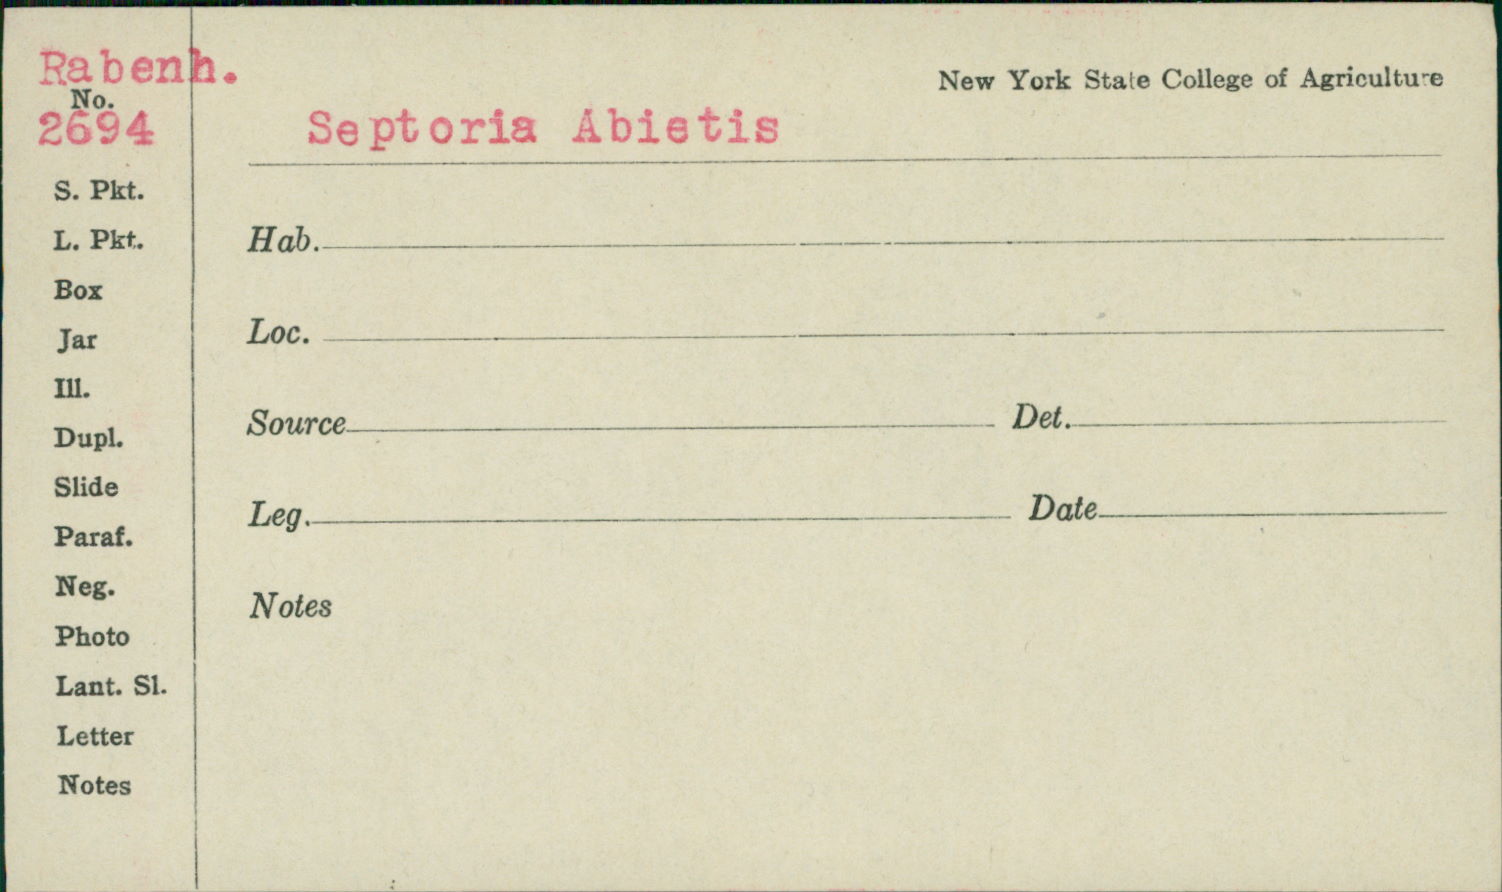 Rabenh.
No.
2694
New York State College of Agriculture
Septoria Abietis
S. Pkt.
L. Pkt.
Box
Jar
Ill.
Dupl.
Slide
Paraf.
Neg.
Photo
Lant. Sl.
Letter
Notes
Hab.
Loc.
Source Det.
Leg. Date
Notes